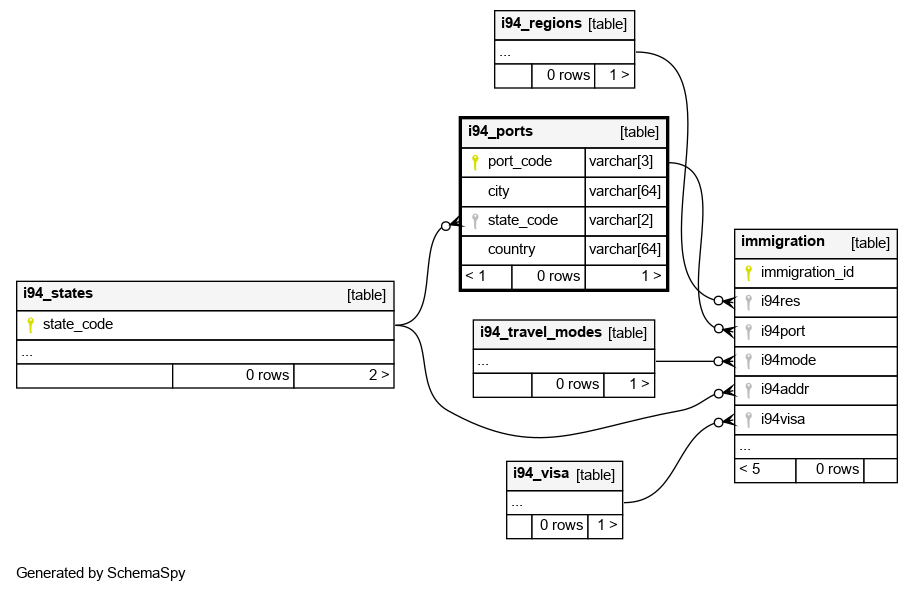 i94_regions [table]
...
0 rows 1 >
i94_ports [table]
port_code varchar[3]
city varchar[64]
state_code varchar[2]
country varchar[64]
< 1 0 rows 1 >
immigration [table]
immigration_id
i94res
i94port
i94mode
i94addr
i94visa
...
< 5 0 rows
i94_states [table]
state_code
...
0 rows 2 >
i94_travel_modes [table]
...
0 rows 1 >
i94_visa [table]
...
0 rows 1 >
Generated by SchemaSpy